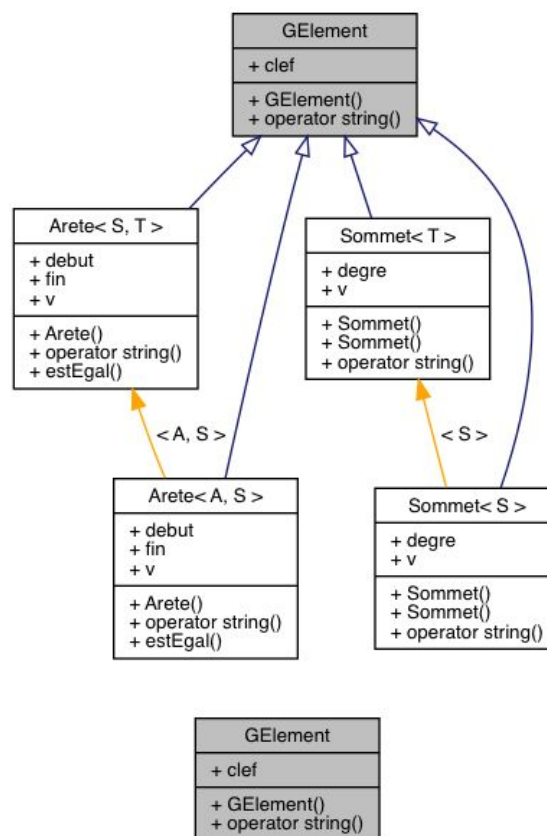 GElement
+ clef
+ GElement()
+ operator string()
Arete< S, T >
+ debut
+ fin
+ v
+ Arete()
+ operator string()
+ estEgal()
Sommet< T >
+ degre
+ v
+ Sommet()
+ Sommet()
+ operator string()
< A, S >
< S >
Arete< A, S >
+ debut
+ fin
+ v
+ Arete()
+ operator string()
+ estEgal()
Sommet< S >
+ degre
+ v
+ Sommet()
+ Sommet()
+ operator string()
GElement
+ clef
+ GElement()
+ operator string()